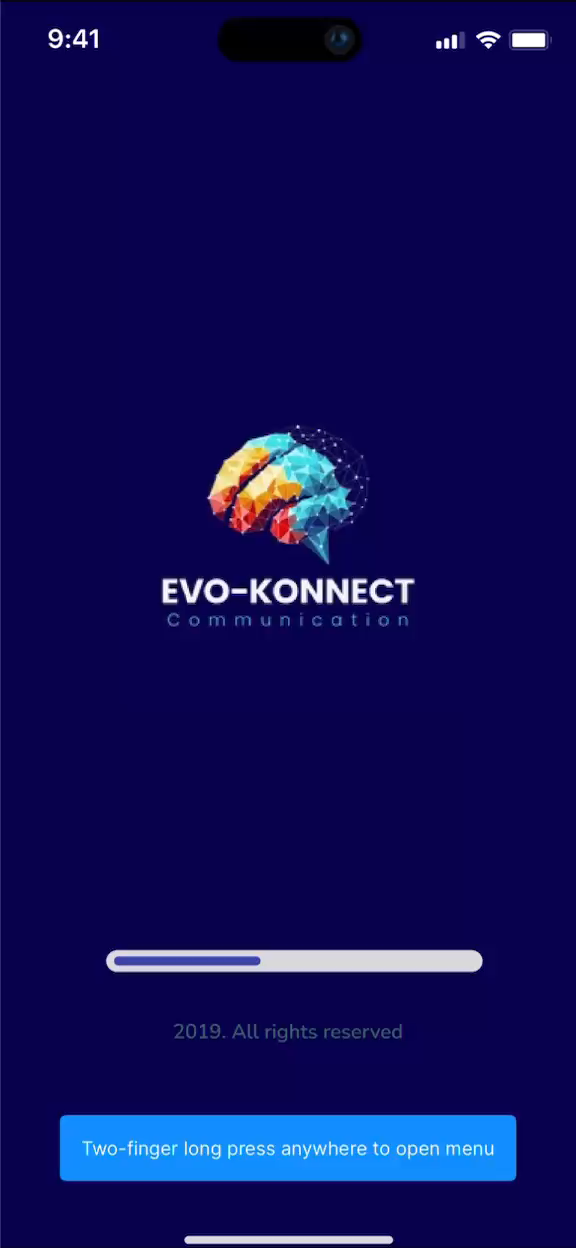 9:41
EVO-KONNECT
Communication
2019. All rights reserved
Two-finger long press anywhere to open menu